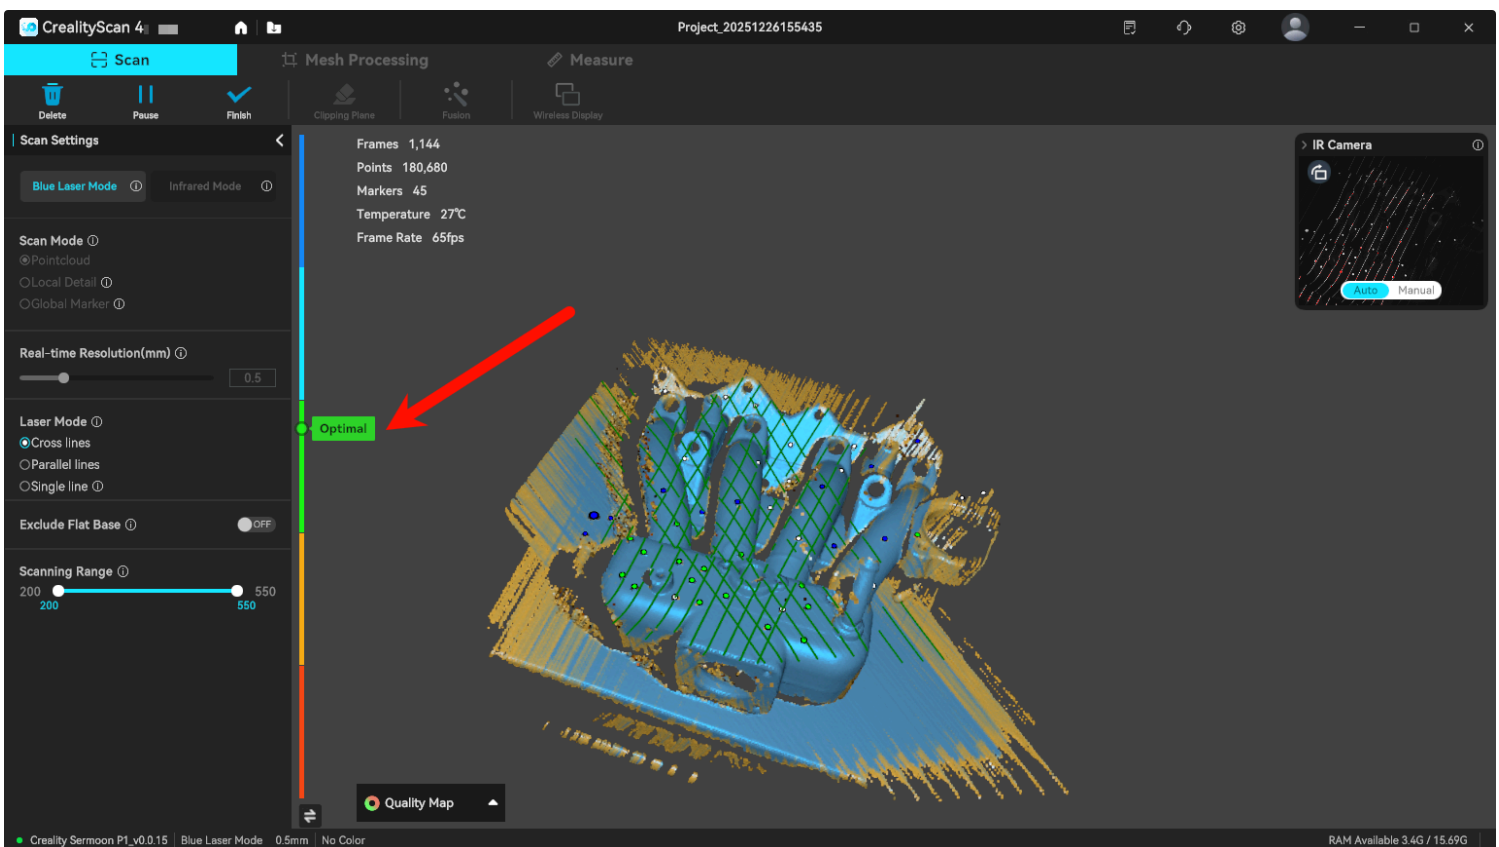 CrealityScan 4
Project_20251226155435
Scan
Mesh Processing
Measure
Delete
Pause
Finish
Clipping Plane
Fusion
Wireless Display
Scan Settings
Blue Laser Mode
Infrared Mode
Scan Mode
Pointcloud
Local Detail
Global Marker
Real-time Resolution(mm)
0.5
Laser Mode
Cross lines
Parallel lines
Single line
Exclude Flat Base
OFF
Scanning Range
200 550
200 550
Frames 1,144
Points 180,680
Markers 45
Temperature 27℃
Frame Rate 65fps
Optimal
IR Camera
Auto Manual
Quality Map
Creality Sermoon P1_v0.0.15 Blue Laser Mode 0.5mm No Color
RAM Available 3.4G / 15.69G